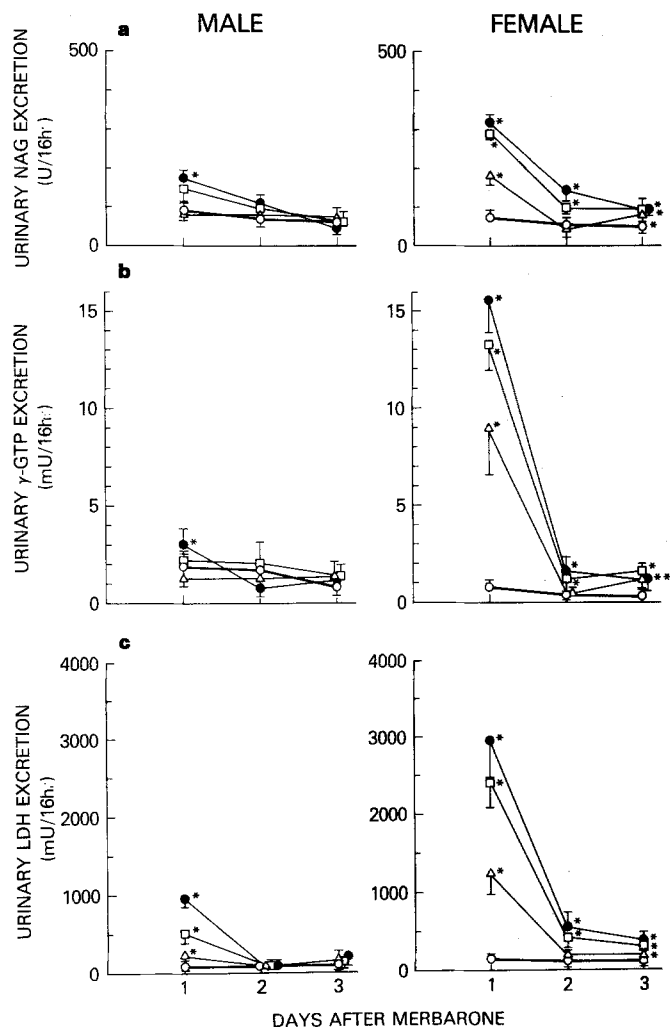 MALE
FEMALE
a
URINARY NAG EXCRETION
(U/16h)
500
0
500
0
* * * * * * * * *
b
URINARY γ-GTP EXCRETION
(mU/16h)
15
10
5
0
15
10
5
0
* * * * * * * * * *
c
URINARY LDH EXCRETION
(mU/16h)
4000
3000
2000
1000
0
4000
3000
2000
1000
0
* * * * * * * * * * *
1 2 3
1 2 3
DAYS AFTER MERBARONE